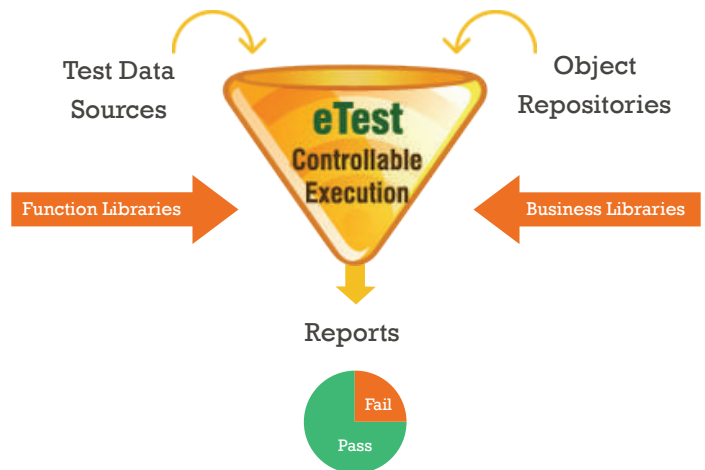 Test Data
Sources
Object
Repositories
eTest
Controllable
Execution
Function Libraries
Business Libraries
Reports
Fail
Pass